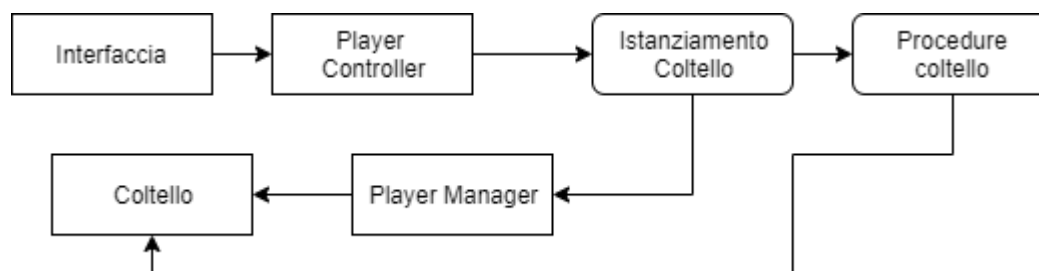 Interfaccia
Player
Controller
Istanziamento
Coltello
Procedure
coltello
Coltello
Player Manager